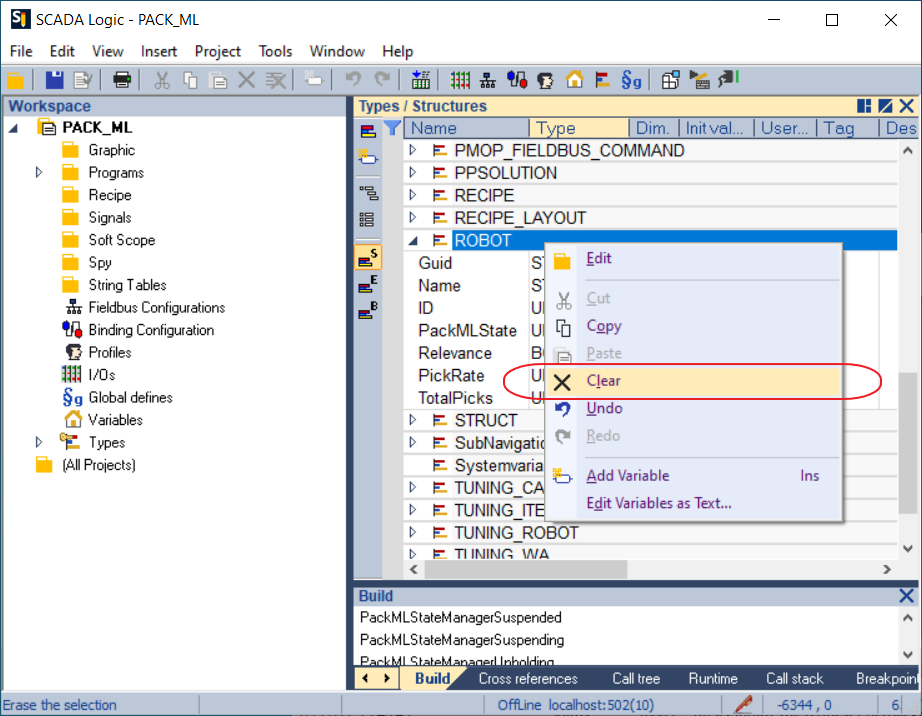 SCADA Logic - PACK_ML
File Edit View Insert Project Tools Window Help
Workspace
PACK_ML
Graphic
Programs
Recipe
Signals
Soft Scope
Spy
String Tables
Fieldbus Configurations
Binding Configuration
Profiles
I/Os
Global defines
Variables
Types
(All Projects)
Types / Structures
Name Type Dim. Init val... User... Tag Des
PMOP_FIELDBUS_COMMAND
PPSOLUTION
RECIPE
RECIPE_LAYOUT
ROBOT
Guid ST
Name ST
ID UI
PackMLState UI
Relevance BO
PickRate UI
TotalPicks
STRUCT
SubNavigatio
Systemvaria
TUNING_CA
TUNING_ITE
TUNING_ROBOT
TUNING_WA
Edit
Cut
Copy
Paste
Clear
Undo
Redo
Add Variable Ins
Edit Variables as Text...
Build
PackMLStateManagerSuspended
PackMLStateManagerSuspending
PackMLStateManagerUnholding
Build Cross references Call tree Runtime Call stack Breakpoint
Erase the selection OffLine localhost:502(10) -6344 , 0 6